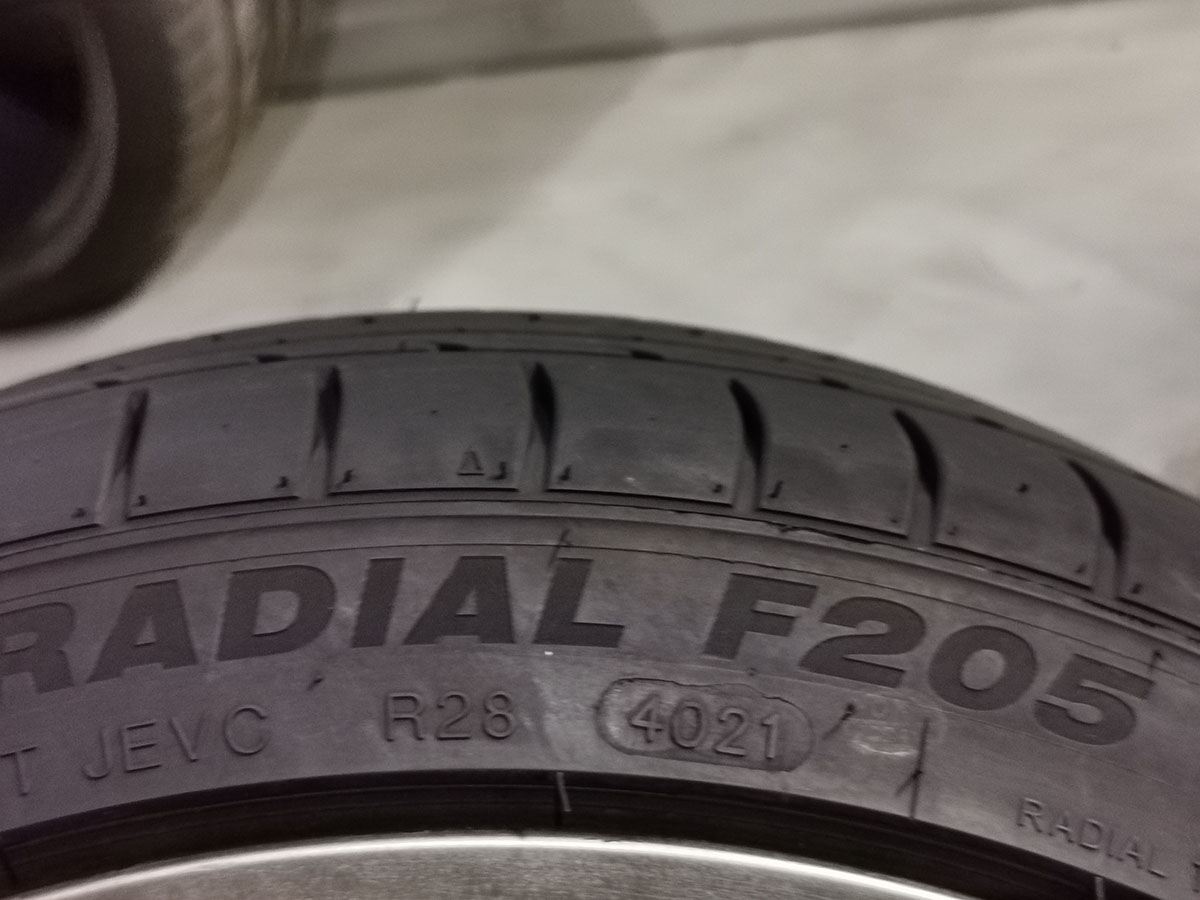 RADIAL F205
T JEVC R28 4021
RADIAL